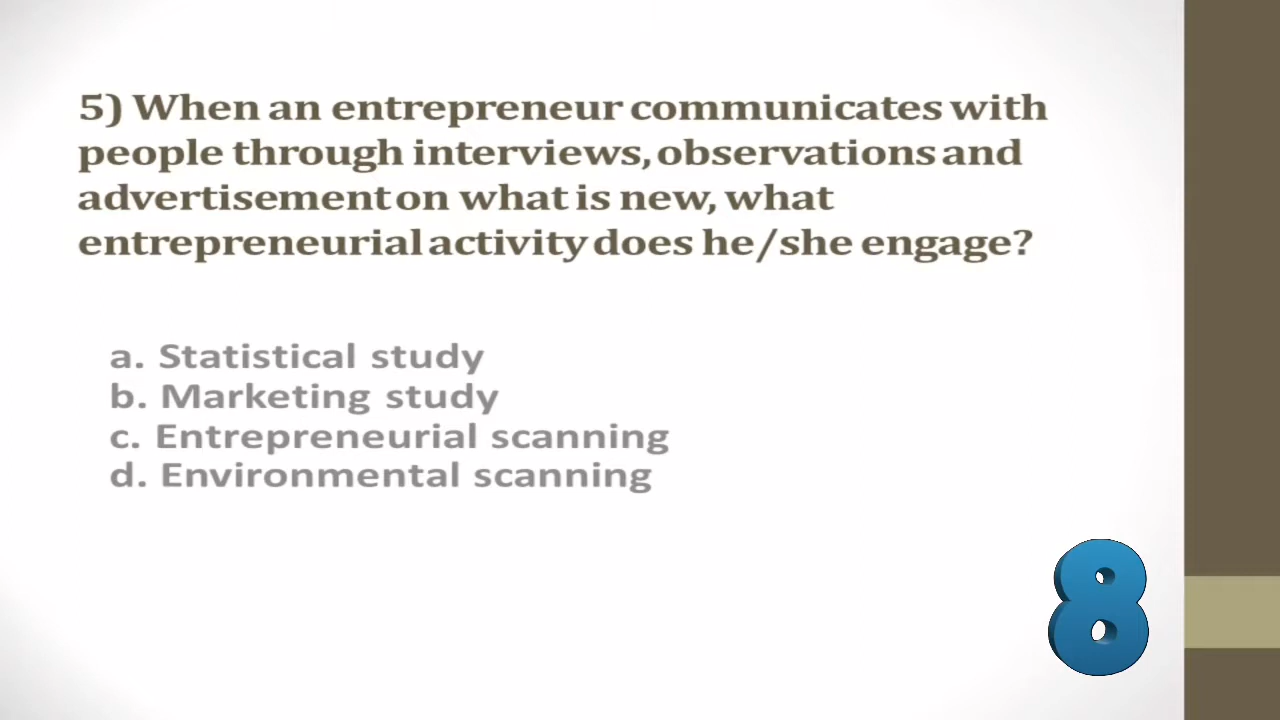 5) When an entrepreneur communicates with
people through interviews, observations and
advertisement on what is new, what
entrepreneurial activity does he/she engage?
a. Statistical study
b. Marketing study
c. Entrepreneurial scanning
d. Environmental scanning
8